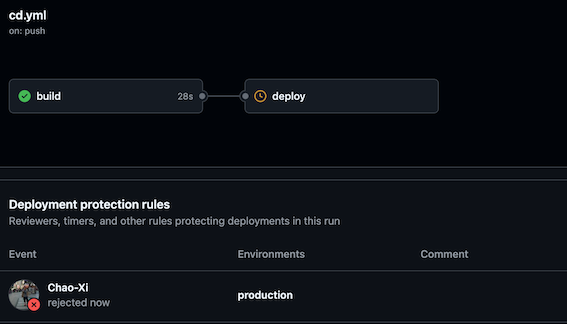 cd.yml
on: push
build 28s
deploy
Deployment protection rules
Reviewers, timers, and other rules protecting deployments in this run
Event Environments Comment
Chao-Xi
rejected now
production